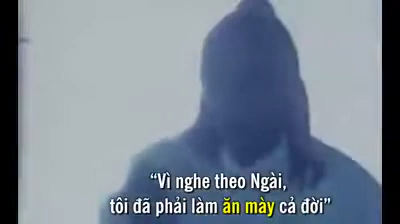 “Vì nghe theo Ngài,
tôi đã phải làm ăn mày cả đời”